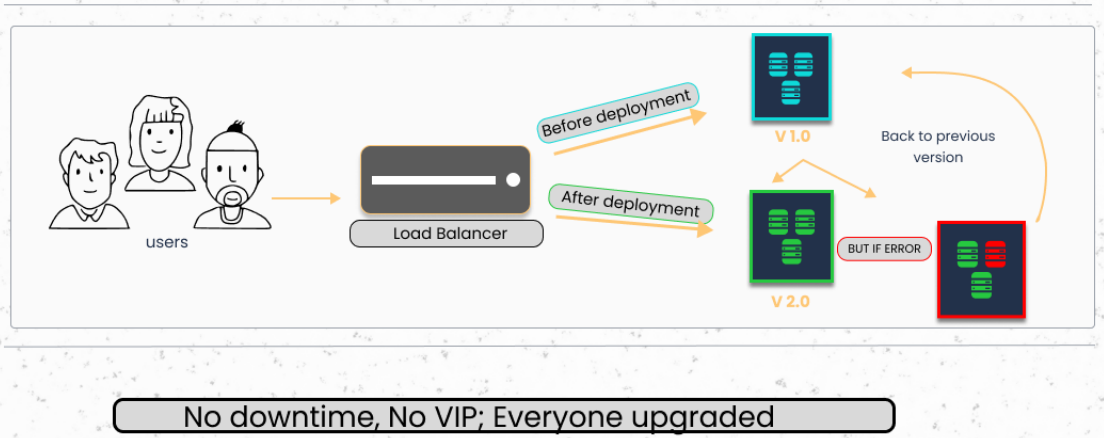 users
Load Balancer
Before deployment
After deployment
V 1.0
V 2.0
BUT IF ERROR
Back to previous
version
No downtime, No VIP; Everyone upgraded